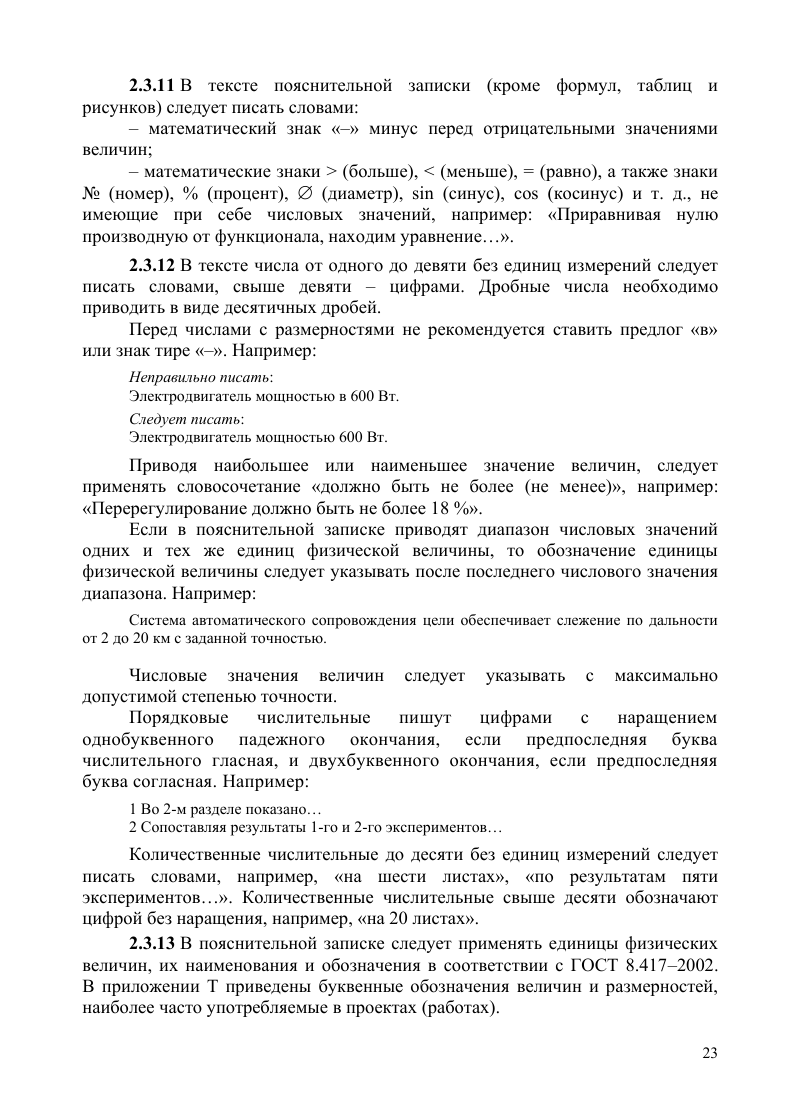 2.3.11 В тексте пояснительной записки (кроме формул, таблиц и
рисунков) следует писать словами:
– математический знак «–» минус перед отрицательными значениями
величин;
– математические знаки > (больше), < (меньше), = (равно), а также знаки
№ (номер), % (процент), ∅ (диаметр), sin (синус), cos (косинус) и т. д., не
имеющие при себе числовых значений, например: «Приравнивая нулю
производную от функционала, находим уравнение…».
2.3.12 В тексте числа от одного до девяти без единиц измерений следует
писать словами, свыше девяти – цифрами. Дробные числа необходимо
приводить в виде десятичных дробей.
Перед числами с размерностями не рекомендуется ставить предлог «в»
или знак тире «–». Например:
Неправильно писать:
Электродвигатель мощностью в 600 Вт.
Следует писать:
Электродвигатель мощностью 600 Вт.
Приводя наибольшее или наименьшее значение величин, следует
применять словосочетание «должно быть не более (не менее)», например:
«Перерегулирование должно быть не более 18 %».
Если в пояснительной записке приводят диапазон числовых значений
одних и тех же единиц физической величины, то обозначение единицы
физической величины следует указывать после последнего числового значения
диапазона. Например:
Система автоматического сопровождения цели обеспечивает слежение по дальности
от 2 до 20 км с заданной точностью.
Числовые значения величин следует указывать с максимально
допустимой степенью точности.
Порядковые числительные пишут цифрами с наращением
однобуквенного падежного окончания, если предпоследняя буква
числительного гласная, и двухбуквенного окончания, если предпоследняя
буква согласная. Например:
1 Во 2-м разделе показано…
2 Сопоставляя результаты 1-го и 2-го экспериментов…
Количественные числительные до десяти без единиц измерений следует
писать словами, например, «на шести листах», «по результатам пяти
экспериментов…». Количественные числительные свыше десяти обозначают
цифрой без наращения, например, «на 20 листах».
2.3.13 В пояснительной записке следует применять единицы физических
величин, их наименования и обозначения в соответствии с ГОСТ 8.417–2002.
В приложении Т приведены буквенные обозначения величин и размерностей,
наиболее часто употребляемые в проектах (работах).
23